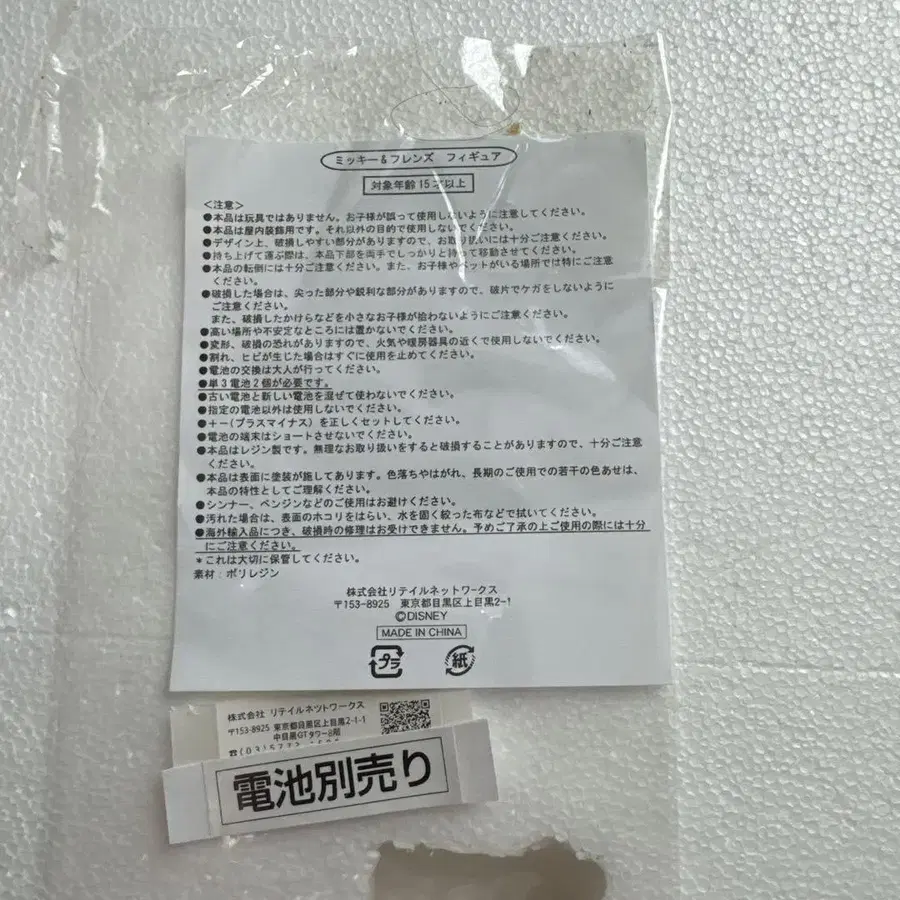 ミッキー&フレンズ フィギュア
対象年齢15才以上
<注意>
●本品は玩具ではありません。お子様が誤って使用しないように注意してください。
●本品は屋内装飾用です。それ以外の目的で使用しないでください。
●デザイン上、破損しやすい部分がありますので、お取り扱いには十分ご注意ください。
●持ち上げて運ぶ際は、本品下部を両手でしっかりと持って移動させてください。
●本品の転倒には十分ご注意ください。また、お子様やペットがいる場所では特にご注意
ください。
●破損した場合は、尖った部分や鋭利な部分がありますので、破片でケガをしないように
ご注意ください。
また、破損したかけらなどを小さなお子様が拾わないようにご注意ください。
●高い場所や不安定なところには置かないでください。
●変形、破損の恐れがありますので、火気や暖房器具の近くで使用しないでください。
●割れ、ヒビが生じた場合はすぐに使用を止めてください。
●電池の交換は大人が行ってください。
●単3電池2個が必要です。
●古い電池と新しい電池を混ぜて使わないでください。
●指定の電池以外は使用しないでください。
●+-(プラスマイナス)を正しくセットしてください。
●電池の端末はショートさせないでください。
●本品はレジン製です。無理なお取り扱いをすると破損することがありますので、十分ご注意
ください。
●本品は表面に塗装が施してあります。色落ちやはがれ、長期のご使用での若干の色あせは、
本品の特性としてご理解ください。
●シンナー、ベンジンなどのご使用はお避けください。
●汚れた場合は、表面のホコリをはらい、水を固く絞った布などで拭いてください。
●海外輸入品につき、破損時の修理はお受けできません。予めご了承の上ご使用の際には十分
にご注意ください。
*これは大切に保管してください。
素材:ポリレジン
株式会社リテイルネットワークス
〒153-8925 東京都目黒区上目黒2-1
©DISNEY
MADE IN CHINA
プラ 紙
株式会社 リテイルネットワークス
〒153-8925 東京都目黒区上目黒2-1-1
中目黒GTタワー8階
電池別売り